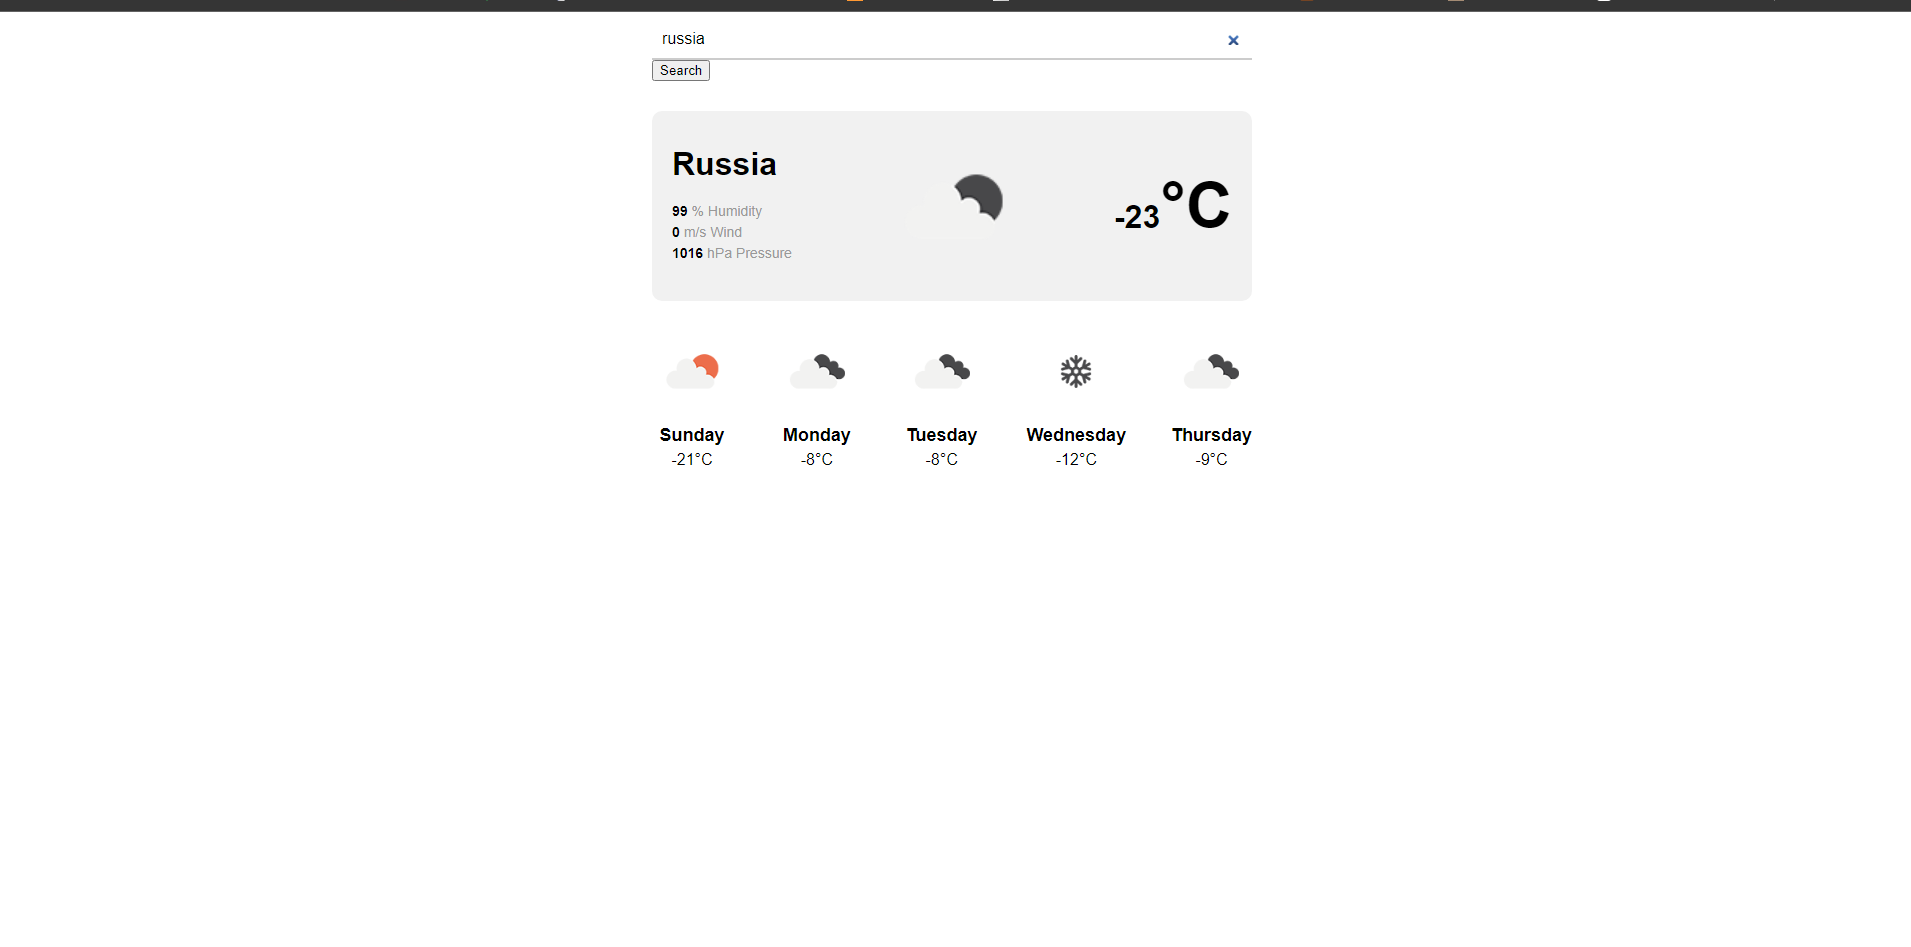 russia
Search
Russia
99 % Humidity
0 m/s Wind
1016 hPa Pressure
-23°C
Sunday Monday Tuesday Wednesday Thursday
-21°C -8°C -8°C -12°C -9°C